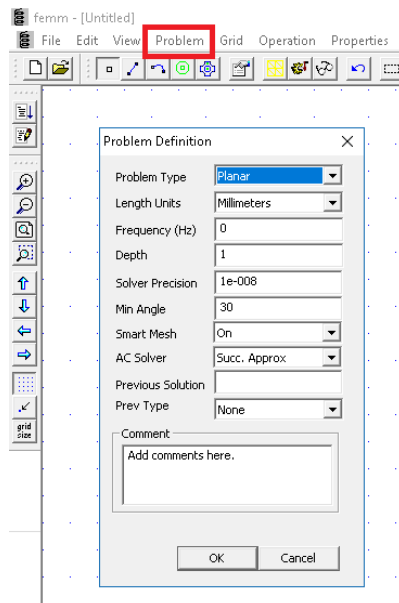 femm - [Untitled]
File Edit View Problem Grid Operation Properties
Problem Definition
Problem Type Planar
Length Units Millimeters
Frequency (Hz) 0
Depth 1
Solver Precision 1e-008
Min Angle 30
Smart Mesh On
AC Solver Succ. Approx
Previous Solution
Prev Type None
Comment
Add comments here.
OK Cancel
grid
size